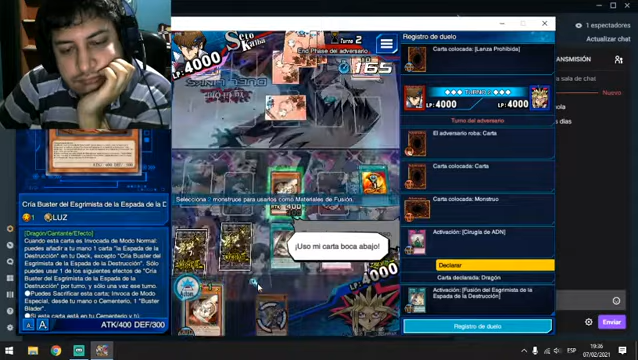 Seto
Kaiba
LP:4000
Turno 2
End Phase del adversario
165
Selecciona 2 monstruos para usarlos como Materiales de Fusión.
400
¡Uso mi carta boca abajo!
4000
Cría Buster del Esgrimista de la Espada de la D
1
LUZ
[Dragón/Cantante/Efecto]
Cuando esta carta es Invocada de Modo
Normal: puedes añadir a tu mano 1 carta "la Espada de la
Destrucción" en tu Deck, excepto "Cría Buster
del Esgrimista de la Espada de la Destrucción". Sólo
puedes usar 1 de los siguientes efectos de "Cría
Buster del Esgrimista de la Espada de la
Destrucción" por turno, y sólo una vez ese turno.
●Puedes Sacrificar esta carta; Invoca de Modo
Especial, desde tu mano o Cementerio, 1 "Buster
Blader".
ATK/400 DEF/300
Registro de duelo
Carta colocada: [Lanza Prohibida]
LP:4000
TURNO 2
LP:4000
Turno del adversario
El adversario roba: Carta
Carta colocada: Carta
Carta colocada: Monstruo
Activación: [Cirugía de ADN]
Declarar
Carta declarada: Dragón
Activación: [Fusión del Esgrimista de la
Espada de la Destrucción]
Registro de duelo
1 espectadores
Actualizar chat
Nuevo
Enviar
ESP
19:36
07/02/2021